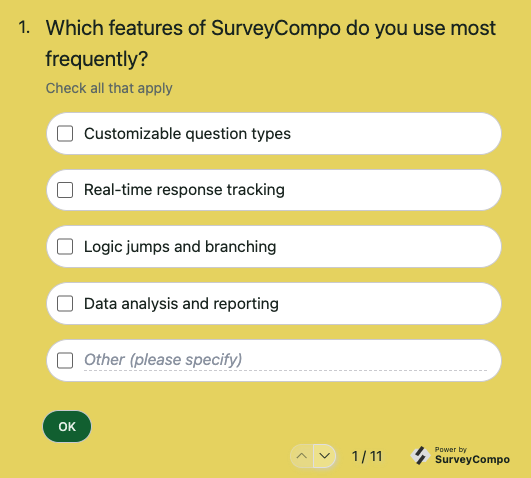 1. Which features of SurveyCompo do you use most
frequently?
Check all that apply
Customizable question types
Real-time response tracking
Logic jumps and branching
Data analysis and reporting
Other (please specify)
OK
1 / 11
Power by
SurveyCompo